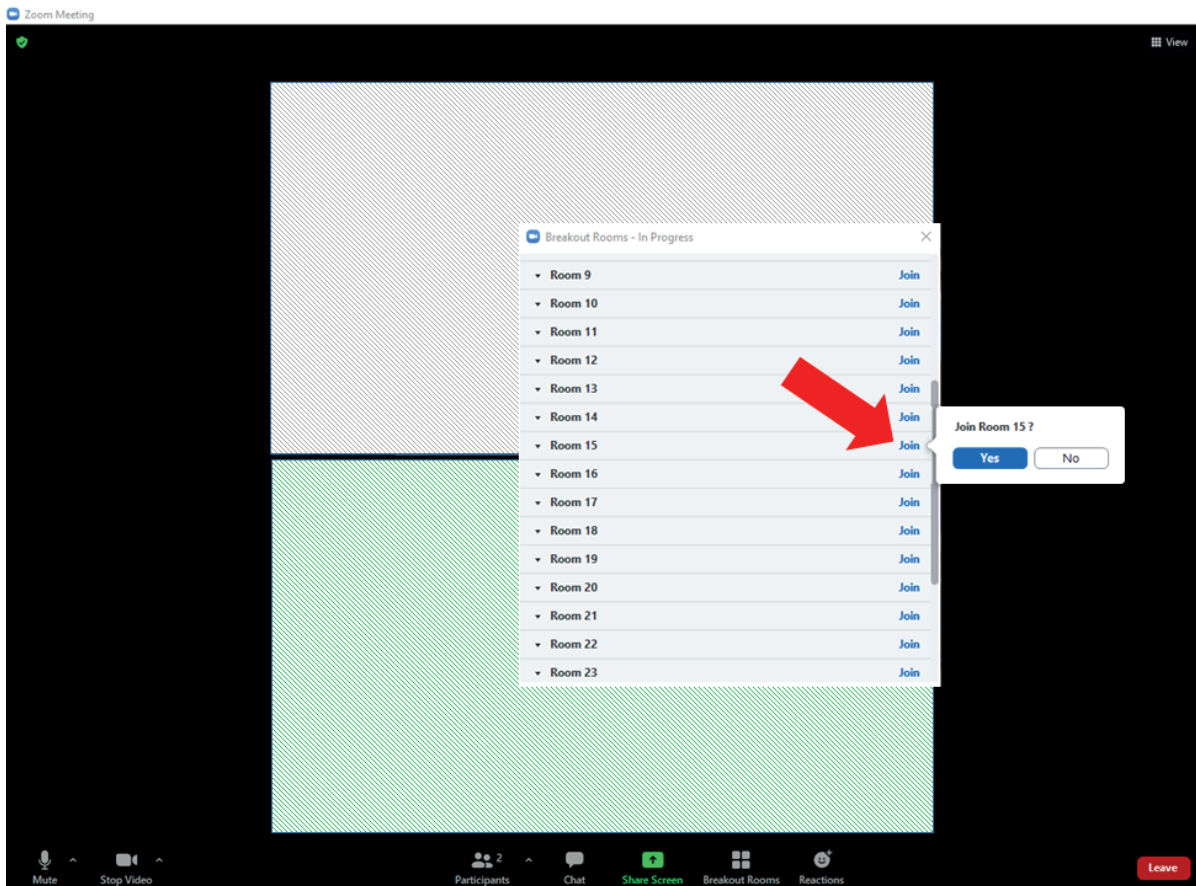 Zoom Meeting
View
Breakout Rooms - In Progress
Room 9 Join
Room 10 Join
Room 11 Join
Room 12 Join
Room 13 Join
Room 14 Join
Room 15 Join
Join Room 15 ?
Yes No
Room 16 Join
Room 17 Join
Room 18 Join
Room 19 Join
Room 20 Join
Room 21 Join
Room 22 Join
Room 23 Join
2
Mute Stop Video Participants Chat Share Screen Breakout Rooms Reactions Leave